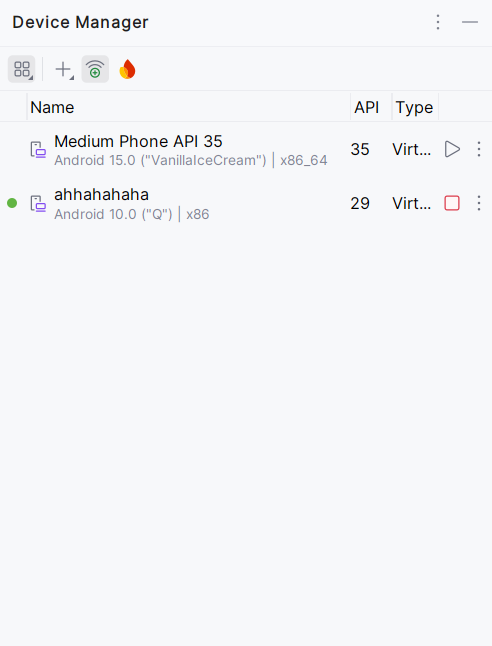 Device Manager
Name API Type
Medium Phone API 35 35 Virt...
Android 15.0 ("VanillaIceCream") | x86_64
ahhahahaha 29 Virt...
Android 10.0 ("Q") | x86